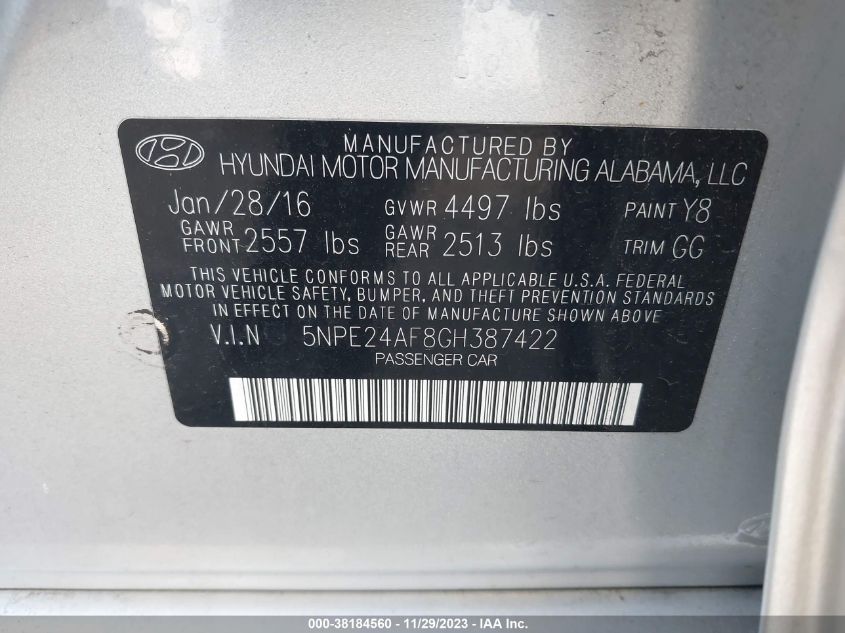 MANUFACTURED BY
HYUNDAI MOTOR MANUFACTURING ALABAMA, LLC
Jan/28/16 GVWR 4497 lbs PAINT Y8
GAWR FRONT 2557 lbs GAWR REAR 2513 lbs TRIM GG
THIS VEHICLE CONFORMS TO ALL APPLICABLE U.S.A. FEDERAL
MOTOR VEHICLE SAFETY, BUMPER, AND THEFT PREVENTION STANDARDS
IN EFFECT ON THE DATE OF MANUFACTURE SHOWN ABOVE
V.I.N 5NPE24AF8GH387422
PASSENGER CAR
000-38184560 - 11/29/2023 - IAA Inc.